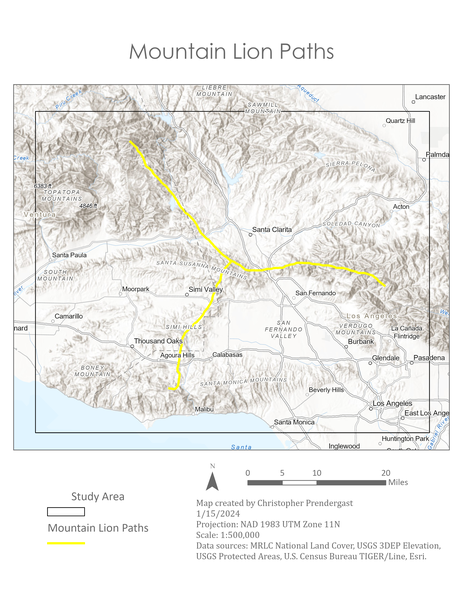 Mountain Lion Paths
LIEBRE
MOUNTAIN
Lancaster
SAWMILL
MOUNTAIN
Quartz Hill
Creek
Palmda
SIERRA PELONA
6383 ft
TOPATOPA
MOUNTAINS
4846 ft
Acton
Ventura
SOLEDAD CANYON
Santa Clarita
Santa Paula
SANTA SUSANNA MOUNTAINS
SOUTH
MOUNTAIN
Moorpark
Simi Valley
San Fernando
Camarillo
Los Angeles
nard
SIMI HILLS
SAN
FERNANDO
VALLEY
VERDUGO
MOUNTAINS
La Canada
Flintridge
Thousand Oaks
Burbank
Agoura Hills
Calabasas
Glendale
Pasadena
BONEY
MOUNTAIN
SANTA MONICA MOUNTAINS
Beverly Hills
Malibu
Los Angeles
East Los Ange
Santa Monica
Huntington Park
Santa
Inglewood
N
0 5 10 20
Miles
Study Area
Mountain Lion Paths
Map created by Christopher Prendergast
1/15/2024
Projection: NAD 1983 UTM Zone 11N
Scale: 1:500,000
Data sources: MRLC National Land Cover, USGS 3DEP Elevation,
USGS Protected Areas, U.S. Census Bureau TIGER/Line, Esri.